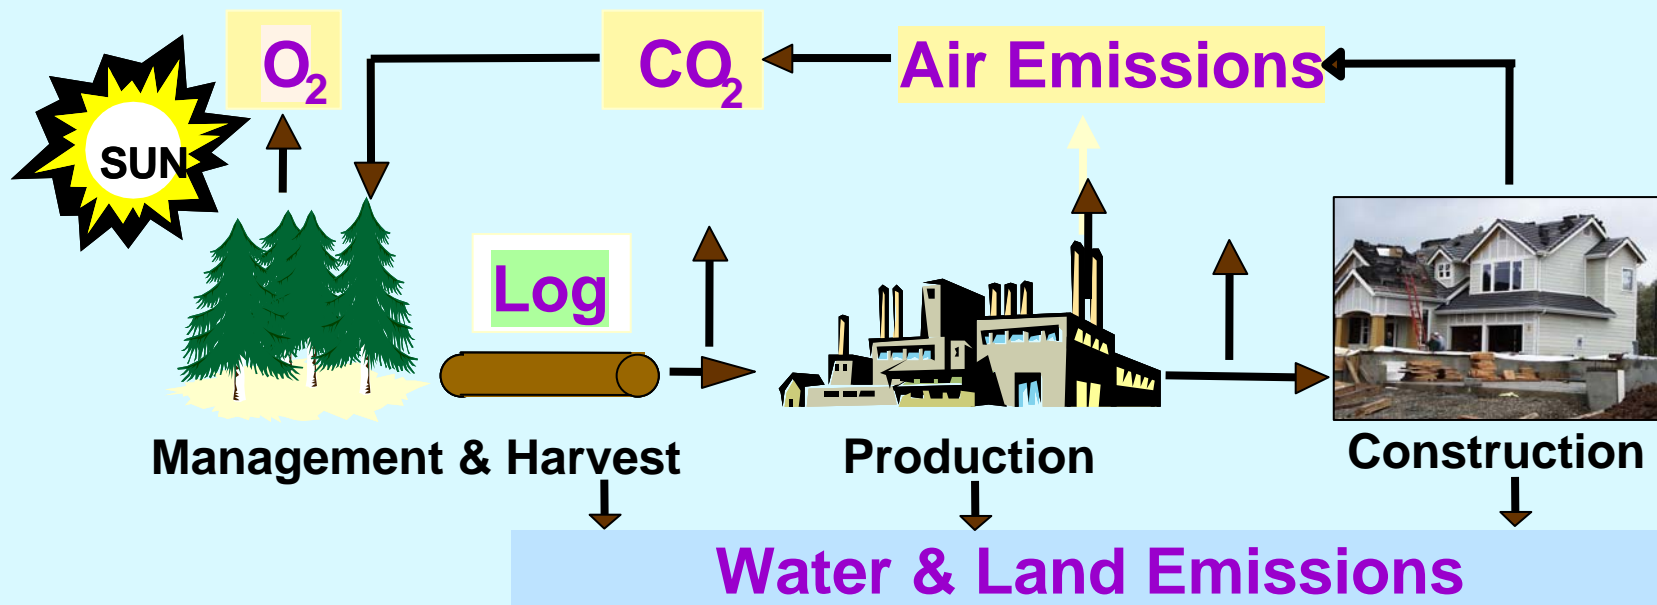 O₂
CO₂
Air Emissions
SUN
Log
Management & Harvest
Production
Construction
Water & Land Emissions